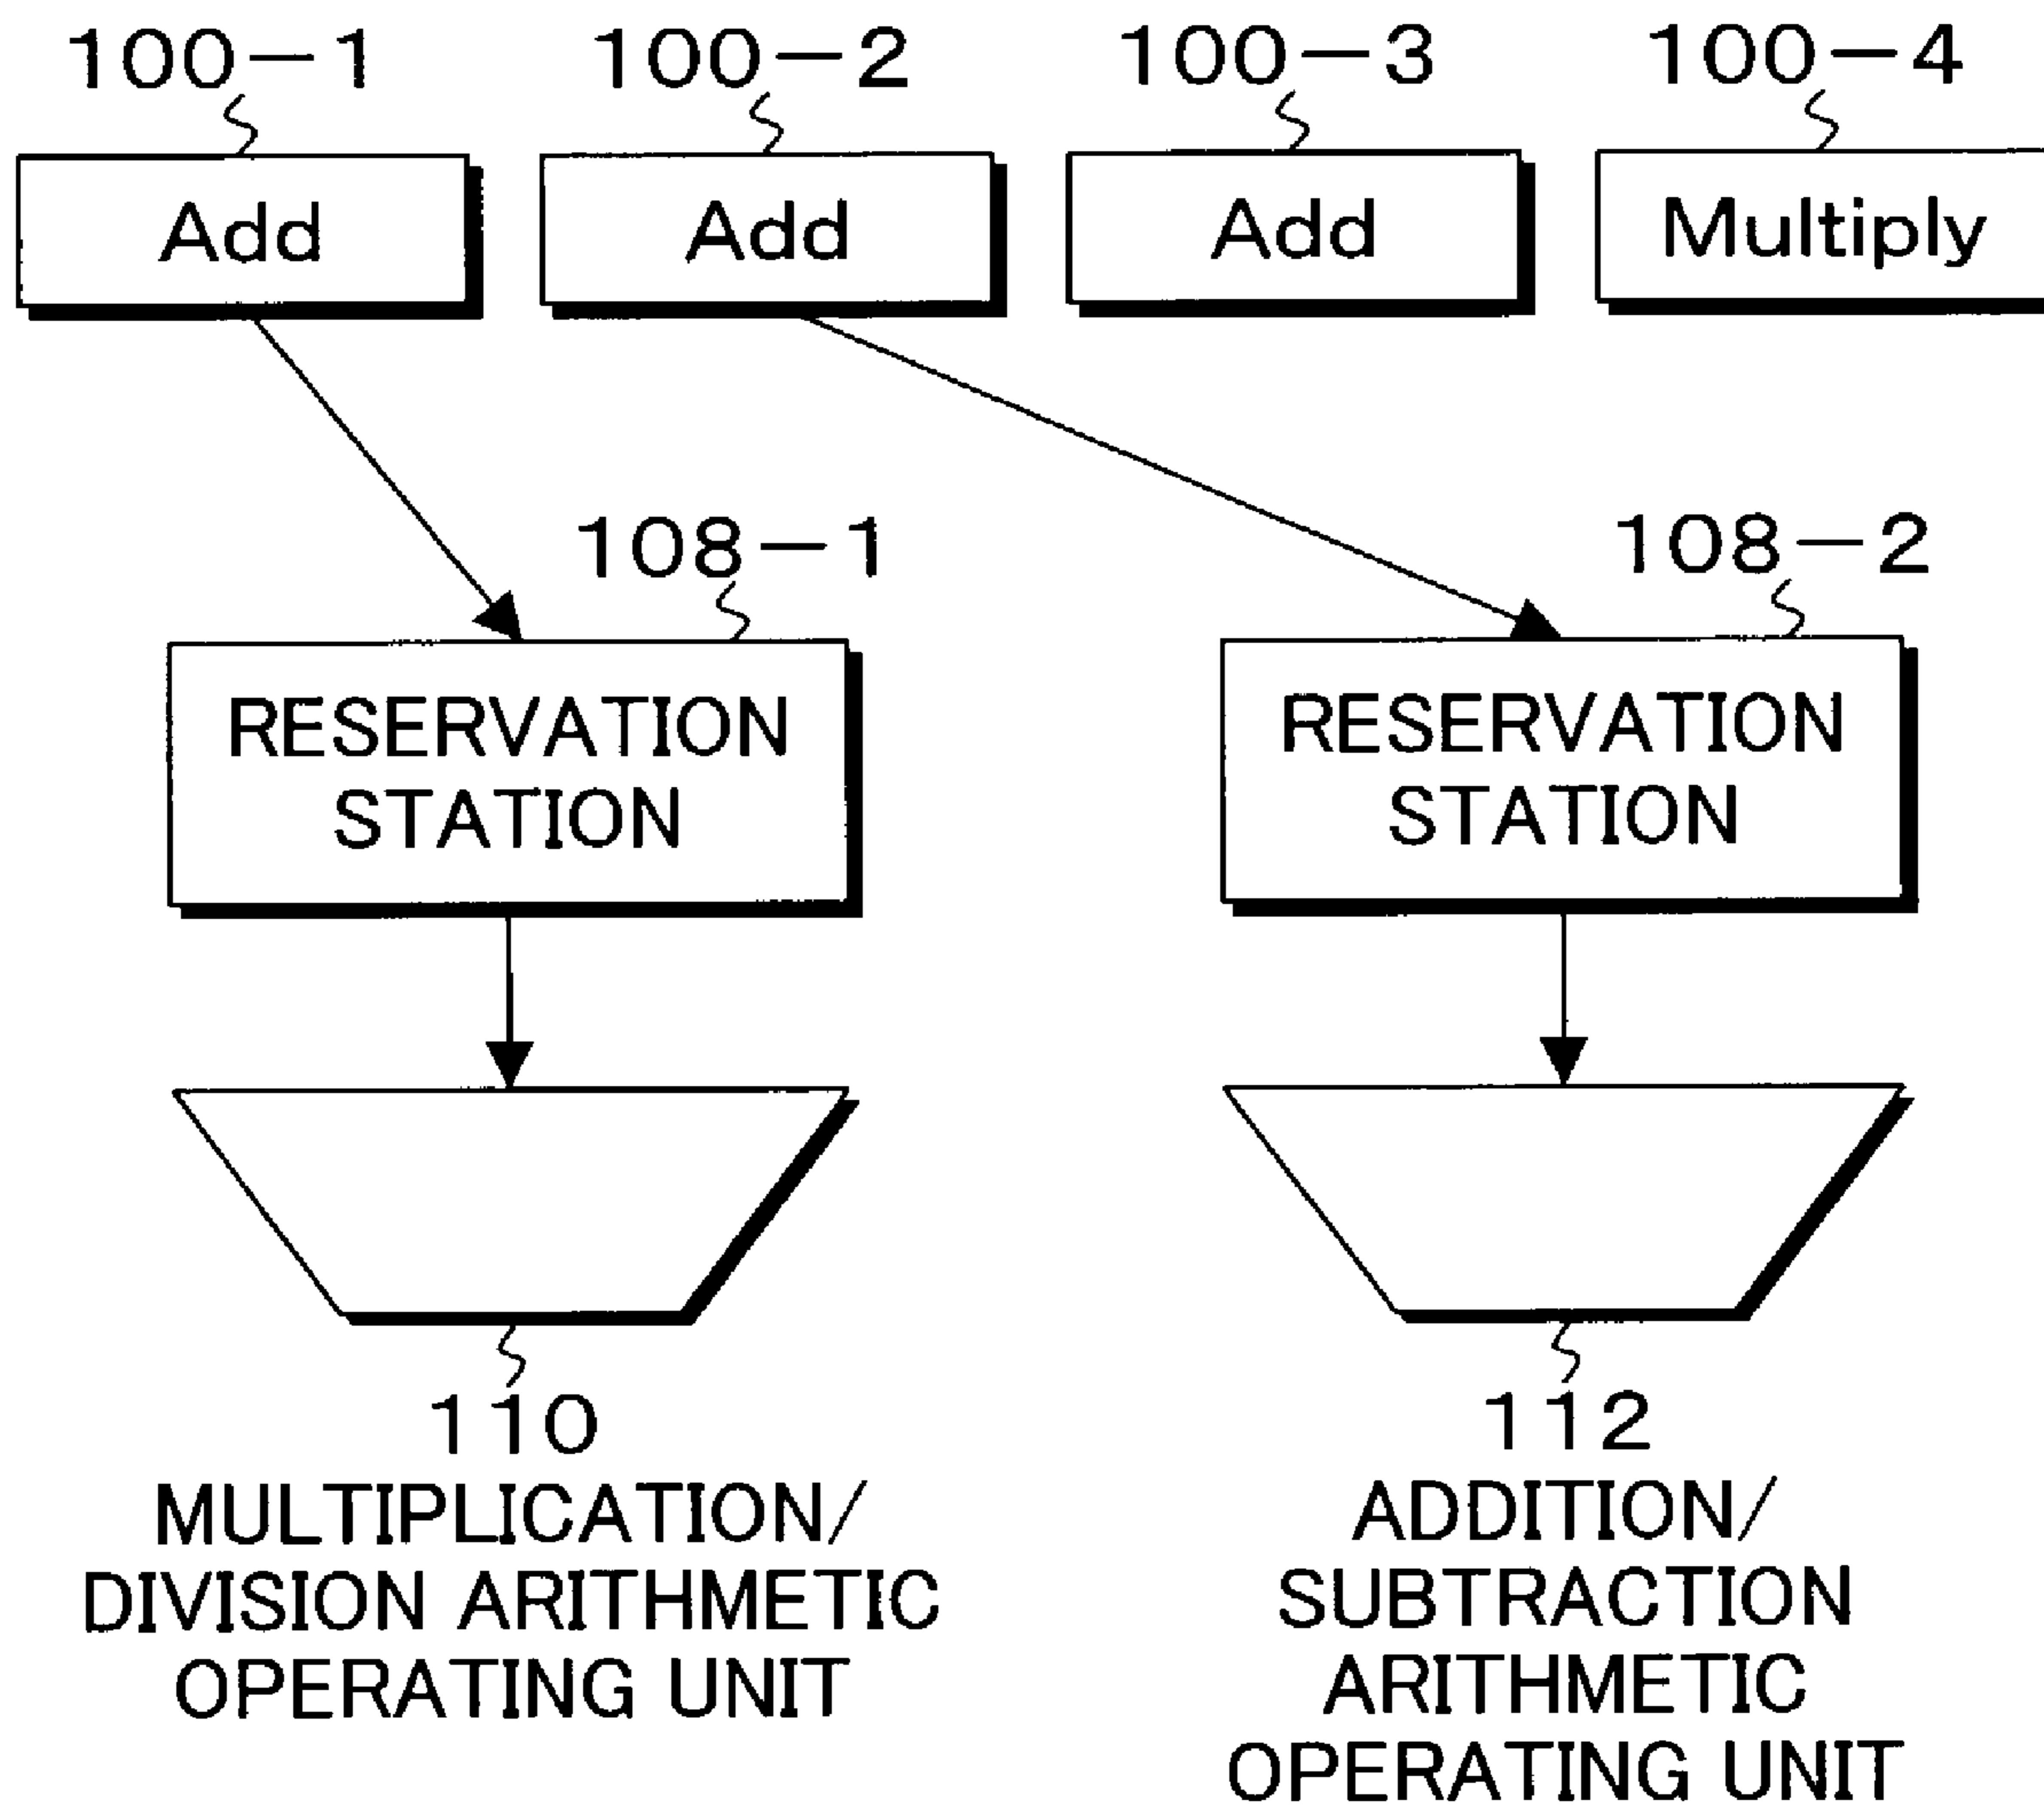 100-1 100-2 100-3 100-4
Add Add Add Multiply
108-1 108-2
RESERVATION STATION
RESERVATION STATION
110
MULTIPLICATION/
DIVISION ARITHMETIC
OPERATING UNIT
112
ADDITION/
SUBTRACTION
ARITHMETIC
OPERATING UNIT